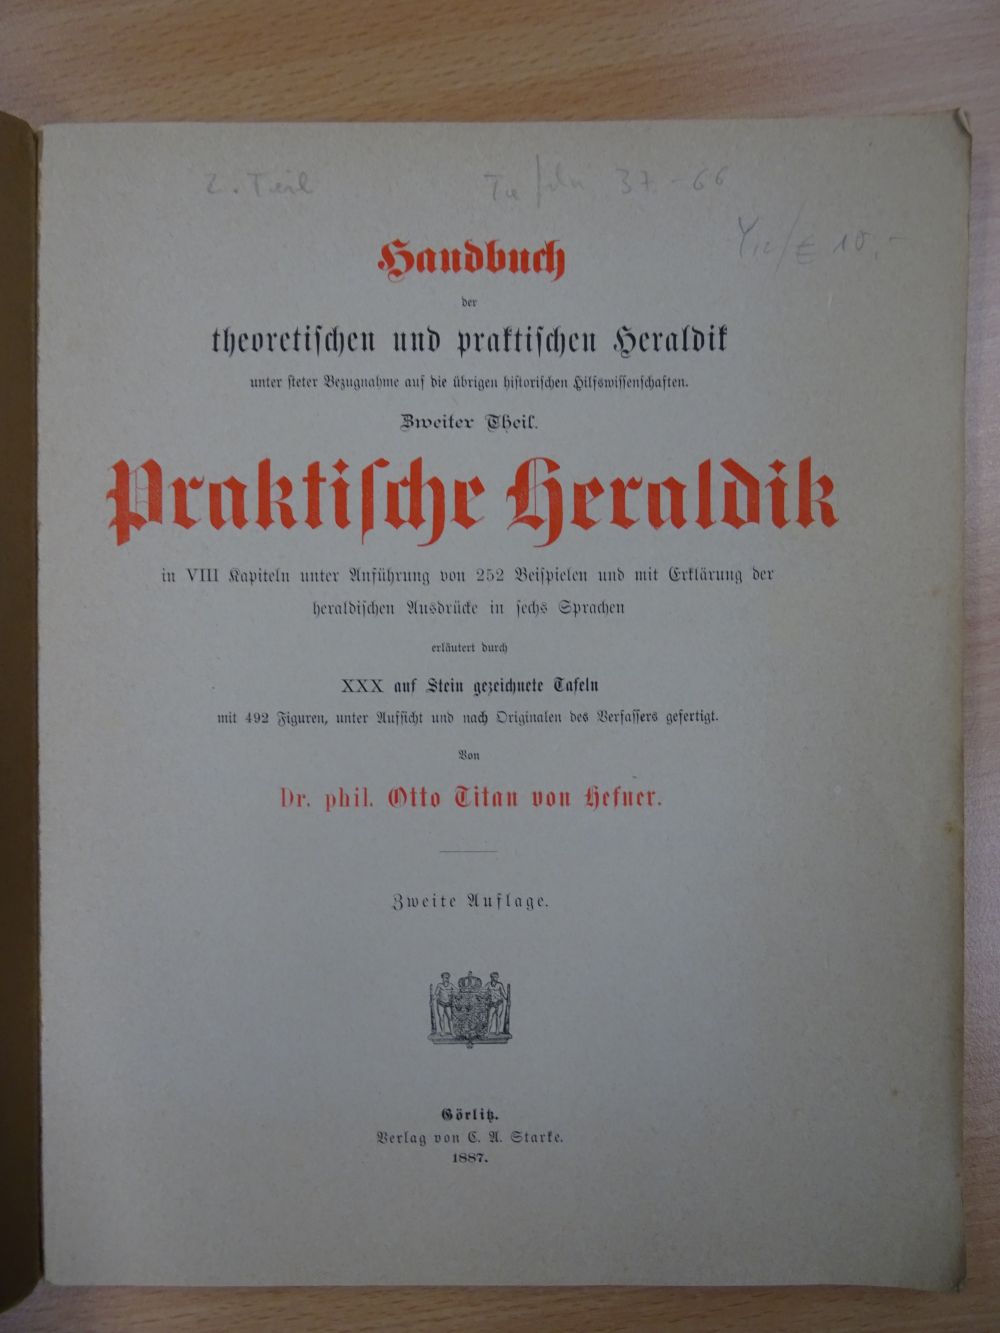 2. Teil Tafeln 37-66
€ 10,-
Handbuch
der
theoretischen und praktischen Heraldik
unter steter Bezugnahme auf die übrigen historischen Hilfswissenschaften.
Zweiter Theil.
Praktische Heraldik
in VIII Kapiteln unter Anführung von 252 Beispielen und mit Erklärung der
heraldischen Ausdrücke in sechs Sprachen
erläutert durch
XXX auf Stein gezeichnete Tafeln
mit 492 Figuren, unter Aufsicht und nach Originalen des Verfassers gefertigt.
Von
Dr. phil. Otto Titan von Hefner.
Zweite Auflage.
Görlitz.
Verlag von C. A. Starke.
1887.